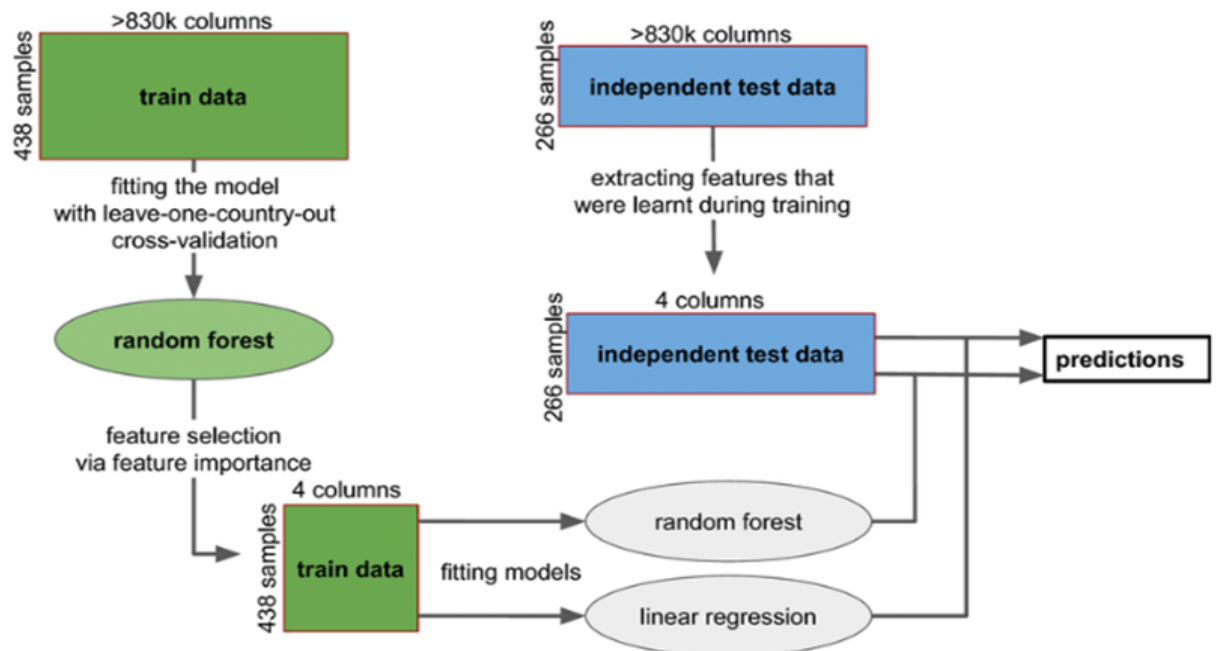 >830k columns
438 samples
train data
fitting the model
with leave-one-country-out
cross-validation
random forest
feature selection
via feature importance
4 columns
438 samples
train data
fitting models
random forest
linear regression
>830k columns
266 samples
independent test data
extracting features that
were learnt during training
4 columns
266 samples
independent test data
predictions